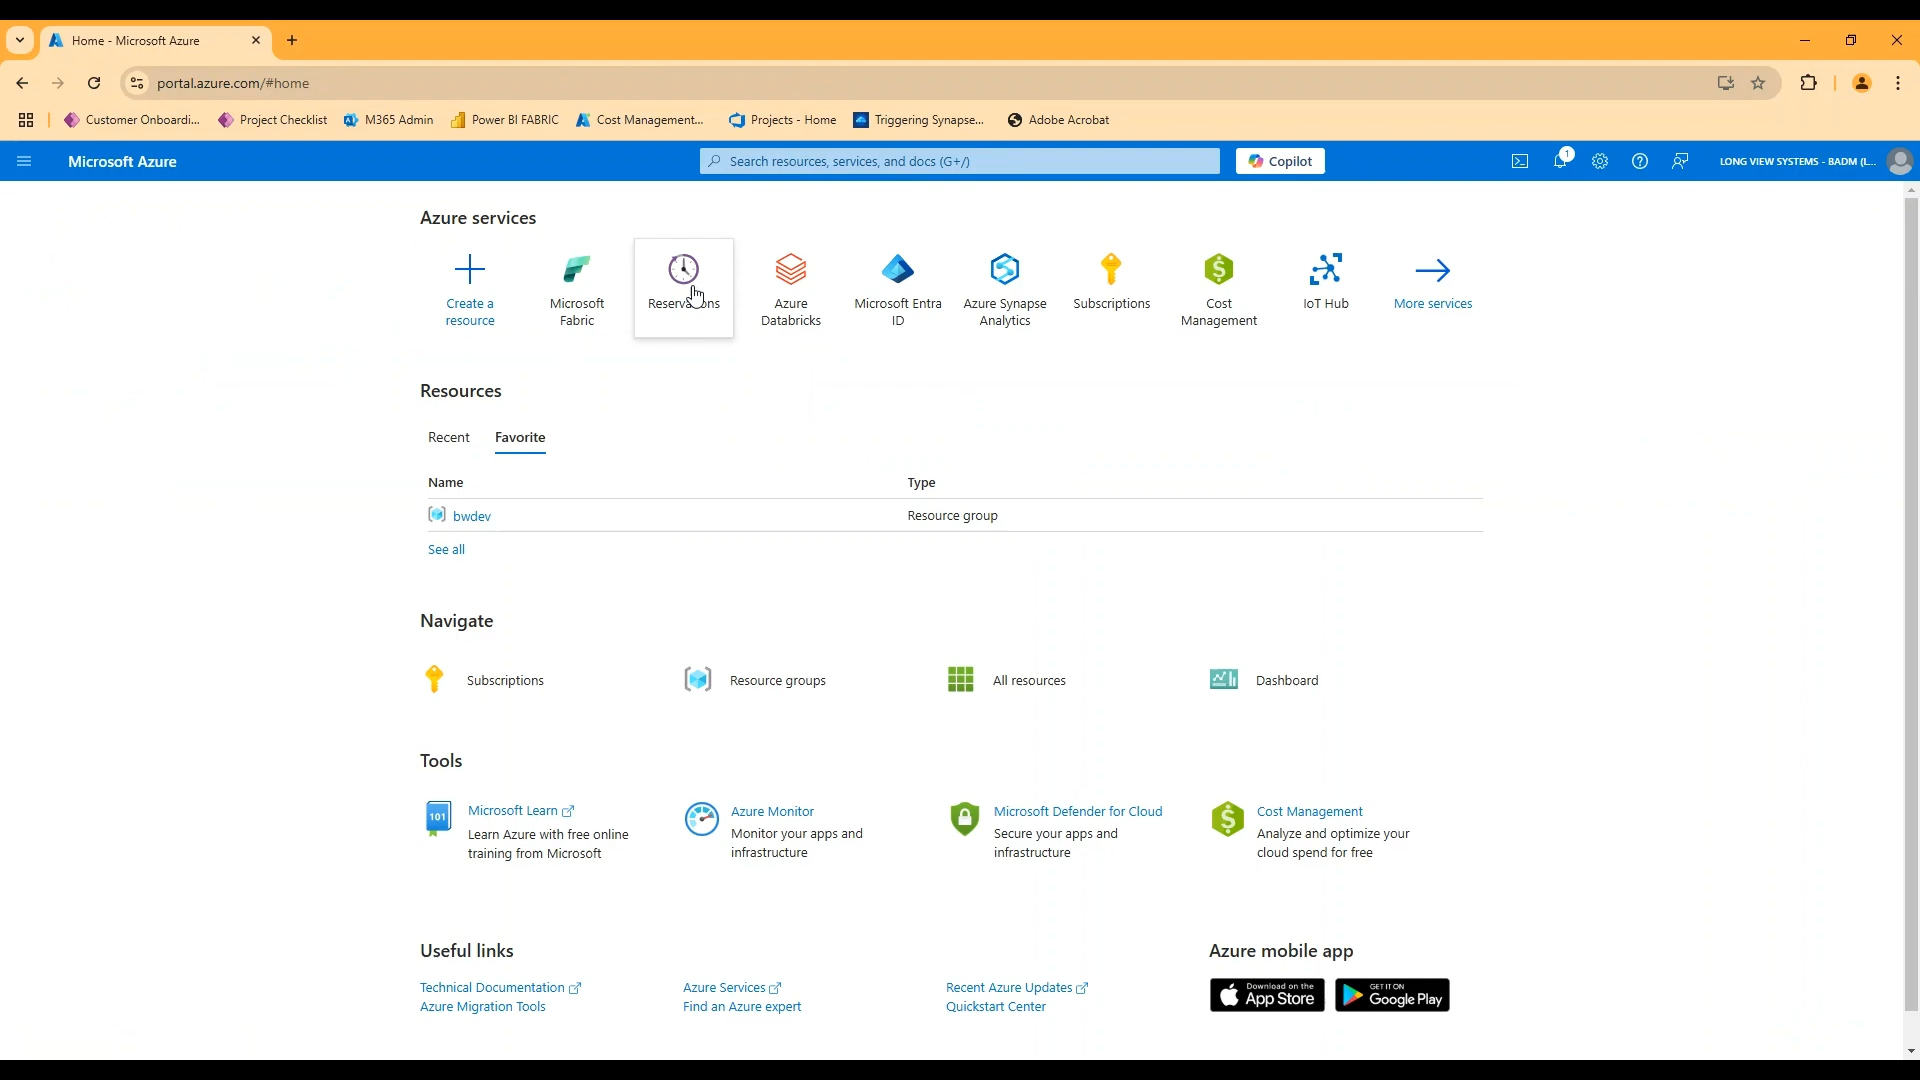 Home - Microsoft Azure
portal.azure.com/#home
Customer Onboardi...
Project Checklist
M365 Admin
Power BI FABRIC
Cost Management...
Projects - Home
Triggering Synapse...
Adobe Acrobat
Microsoft Azure
Search resources, services, and docs (G+/)
Copilot
1
LONG VIEW SYSTEMS - BADM (L...
Azure services
Create a
resource
Microsoft
Fabric
Reservations
Azure
Databricks
Microsoft Entra
ID
Azure Synapse
Analytics
Subscriptions
Cost
Management
IoT Hub
More services
Resources
Recent
Favorite
Name
Type
bwdev
Resource group
See all
Navigate
Subscriptions
Resource groups
All resources
Dashboard
Tools
101
Microsoft Learn
Learn Azure with free online
training from Microsoft
Azure Monitor
Monitor your apps and
infrastructure
Microsoft Defender for Cloud
Secure your apps and
infrastructure
Cost Management
Analyze and optimize your
cloud spend for free
Useful links
Technical Documentation
Azure Migration Tools
Azure Services
Find an Azure expert
Recent Azure Updates
Quickstart Center
Azure mobile app
Download on the
App Store
GET IT ON
Google Play